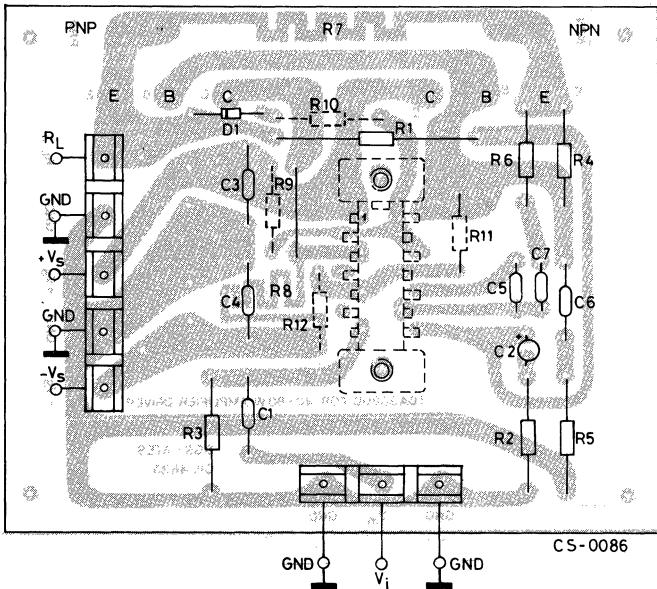 PNP R7 NPN
E B C R10 C B E
D1 R1
RL
R6 R4
C3 R9
GND
R11
+Vs
C7
C4 R8 C5 C6
R12
GND
+
C2
-Vs
R3 C1 R2 R5
CS-0086
GND Vi GND